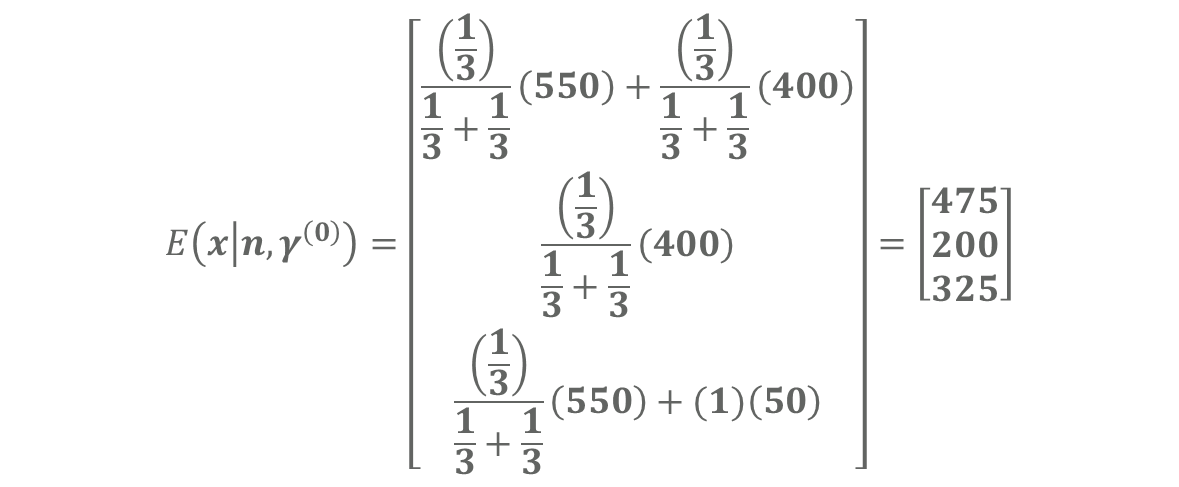 E(x|n, γ⁽⁰⁾) = [ (1/3)/(1/3 + 1/3) (550) + (1/3)/(1/3 + 1/3) (400)
(1/3)/(1/3 + 1/3) (400)
(1/3)/(1/3 + 1/3) (550) + (1)(50) ] = [ 475
200
325 ]